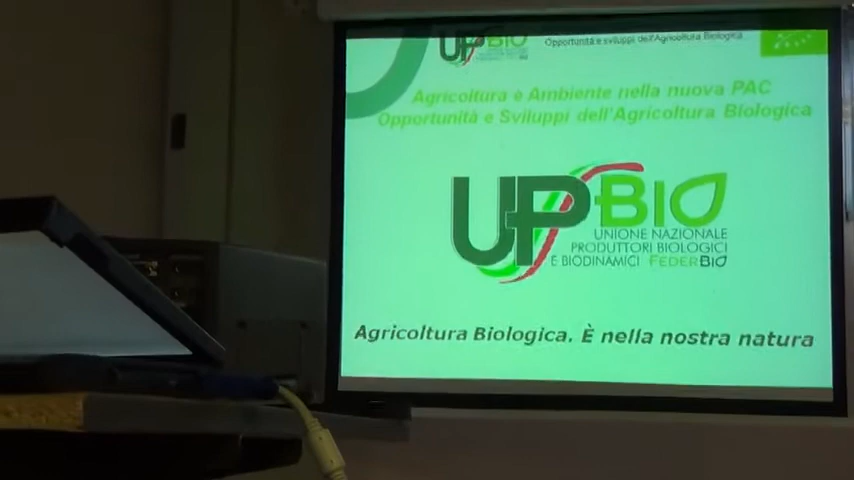 UPBIO Opportunità e sviluppi dell'Agricoltura Biologica
Agricoltura è Ambiente nella nuova PAC
Opportunità e Sviluppi dell'Agricoltura Biologica
UPBIO
UNIONE NAZIONALE
PRODUTTORI BIOLOGICI
E BIODINAMICI FEDERBIO
Agricoltura Biologica. È nella nostra natura